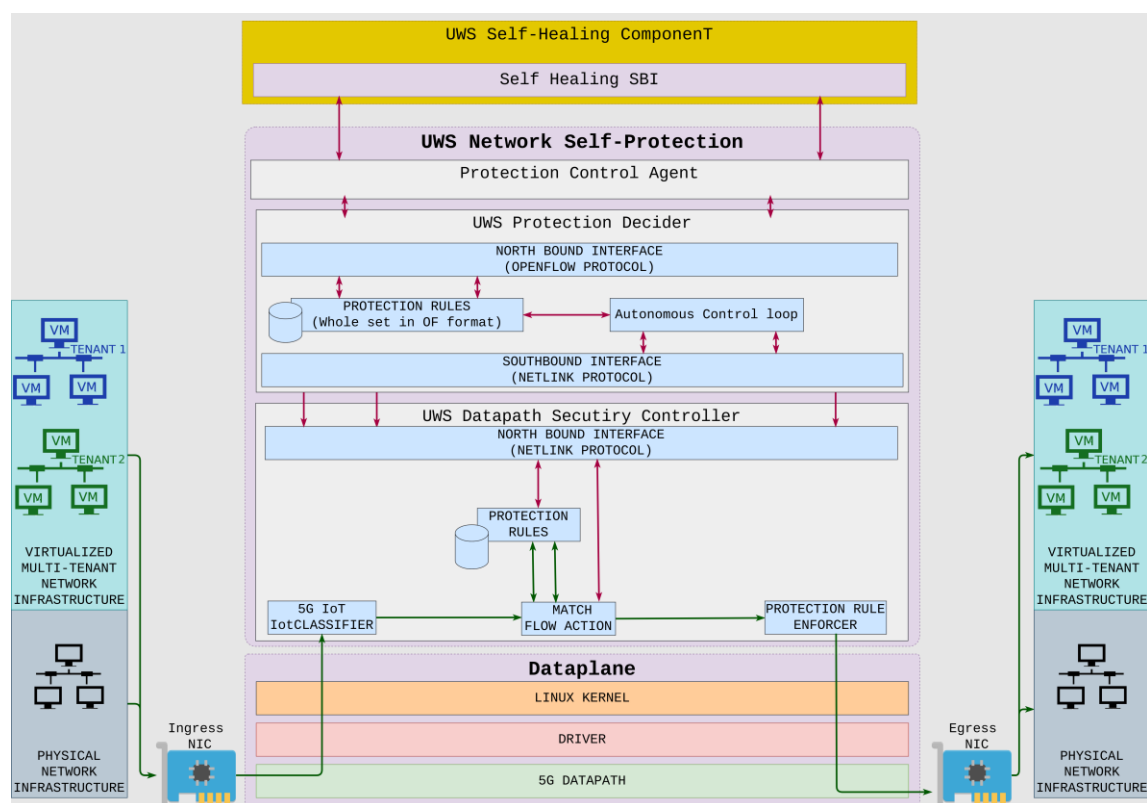 UWS Self-Healing ComponenT
Self Healing SBI
UWS Network Self-Protection
Protection Control Agent
UWS Protection Decider
NORTH BOUND INTERFACE
(OPENFLOW PROTOCOL)
PROTECTION RULES
(Whole set in OF format)
Autonomous Control loop
SOUTHBOUND INTERFACE
(NETLINK PROTOCOL)
UWS Datapath Secutiry Controller
NORTH BOUND INTERFACE
(NETLINK PROTOCOL)
PROTECTION
RULES
5G IoT
IotCLASSIFIER
MATCH
FLOW ACTION
PROTECTION RULE
ENFORCER
Dataplane
LINUX KERNEL
DRIVER
5G DATAPATH
VM
TENANT 1
VM
VM
VM
TENANT 2
VM
VM
VIRTUALIZED
MULTI-TENANT
NETWORK
INFRASTRUCTURE
PHYSICAL
NETWORK
INFRASTRUCTURE
Ingress
NIC
Egress
NIC
VM
TENANT 1
VM
VM
VM
TENANT 2
VM
VM
VIRTUALIZED
MULTI-TENANT
NETWORK
INFRASTRUCTURE
PHYSICAL
NETWORK
INFRASTRUCTURE